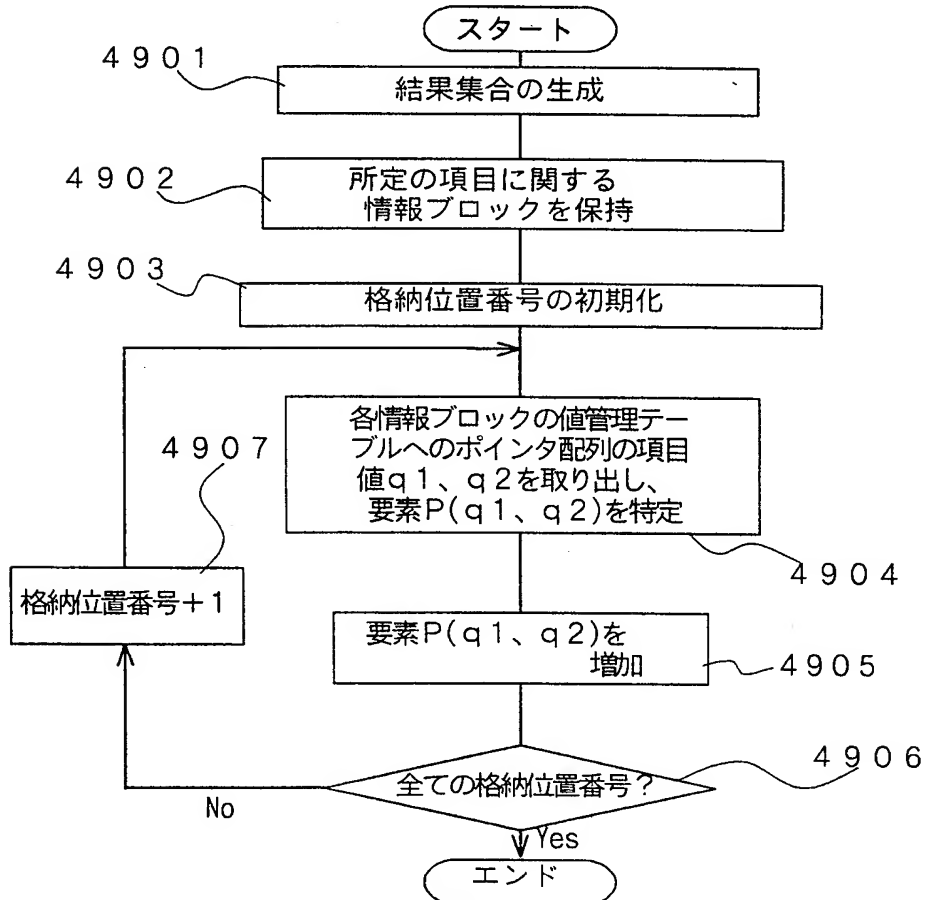 スタート
4901
結果集合の生成
4902
所定の項目に関する
情報ブロックを保持
4903
格納位置番号の初期化
各情報ブロックの値管理テー
ブルへのポインタ配列の項目
値q1、q2を取り出し、
要素P(q1、q2)を特定
4904
4907
格納位置番号+1
要素P(q1、q2)を
増加
4905
全ての格納位置番号?
4906
No
Yes
エンド